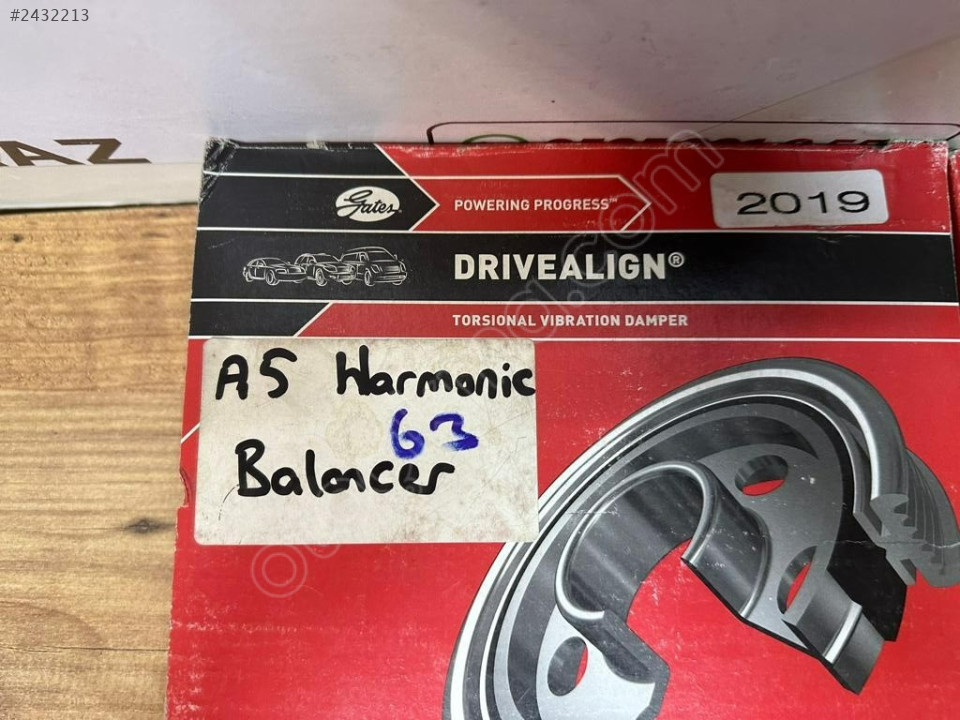 #2432213
AZ
Gates
POWERING PROGRESS™
2019
DRIVEALIGN®
TORSIONAL VIBRATION DAMPER
A5 Harmonic
63
Balancer